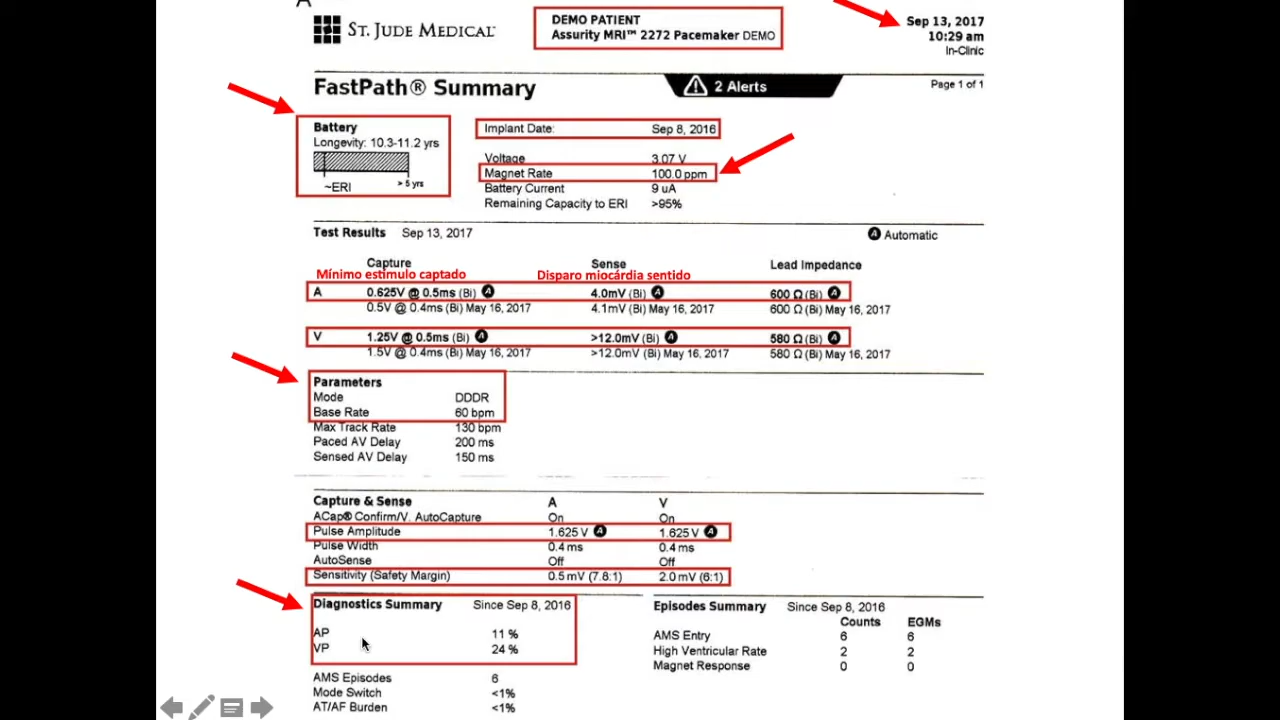 A
ST. JUDE MEDICAL™
DEMO PATIENT
Assurity MRI™ 2272 Pacemaker DEMO
Sep 13, 2017
10:29 am
In-Clinic
FastPath® Summary
2 Alerts
Page 1 of 1
Battery
Longevity: 10.3-11.2 yrs
~ERI
> 5 yrs
Implant Date: Sep 8, 2016
Voltage 3.07 V
Magnet Rate 100.0 ppm
Battery Current 9 uA
Remaining Capacity to ERI >95%
Test Results Sep 13, 2017
A Automatic
Capture Sense Lead Impedance
Mínimo estímulo captado Disparo miocárdia sentido
A 0.625V @ 0.5ms (Bi) A 4.0mV (Bi) A 600 Ω (Bi) A
0.5V @ 0.4ms (Bi) May 16, 2017 4.1mV (Bi) May 16, 2017 600 Ω (Bi) May 16, 2017
V 1.25V @ 0.5ms (Bi) A >12.0mV (Bi) A 580 Ω (Bi) A
1.5V @ 0.4ms (Bi) May 16, 2017 >12.0mV (Bi) May 16, 2017 580 Ω (Bi) May 16, 2017
Parameters
Mode DDDR
Base Rate 60 bpm
Max Track Rate 130 bpm
Paced AV Delay 200 ms
Sensed AV Delay 150 ms
Capture & Sense A V
ACap® Confirm/V. AutoCapture On On
Pulse Amplitude 1.625 V A 1.625 V A
Pulse Width 0.4 ms 0.4 ms
AutoSense Off Off
Sensitivity (Safety Margin) 0.5 mV (7.8:1) 2.0 mV (6:1)
Diagnostics Summary Since Sep 8, 2016
AP 11 %
VP 24 %
AMS Episodes 6
Mode Switch <1%
AT/AF Burden <1%
Episodes Summary Since Sep 8, 2016
Counts EGMs
AMS Entry 6 6
High Ventricular Rate 2 2
Magnet Response 0 0